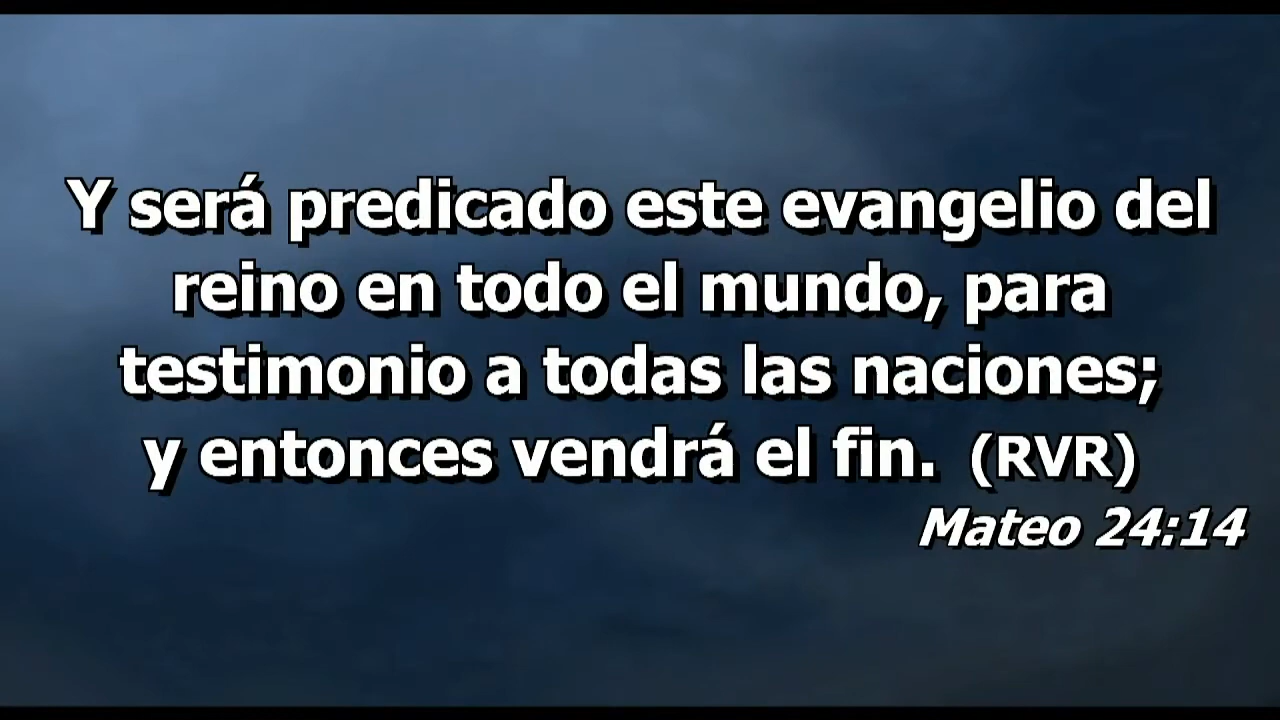 Y será predicado este evangelio del
reino en todo el mundo, para
testimonio a todas las naciones;
y entonces vendrá el fin. (RVR)
Mateo 24:14